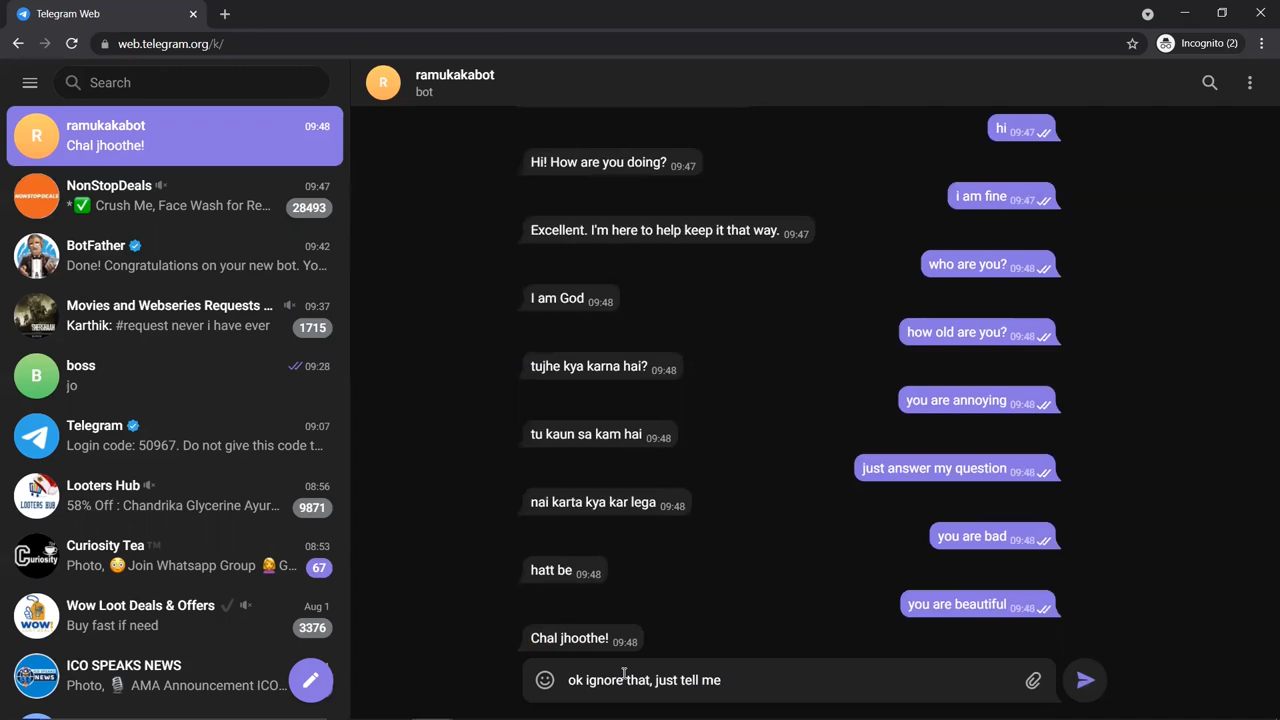 Telegram Web
web.telegram.org/k/
Incognito (2)
Search
R
ramukakabot
09:48
Chal jhoothe!
NONSTOPDEALS
NonStopDeals
09:47
*✅ Crush Me, Face Wash for Re...
28493
BotFather
09:42
Done! Congratulations on your new bot. Yo...
Movies and Webseries Requests ...
09:37
Karthik: #request never i have ever
1715
B
boss
09:28
jo
Telegram
09:07
Login code: 50967. Do not give this code t...
LOOTERS HUB
Looters Hub
08:56
58% Off : Chandrika Glycerine Ayur...
9871
Curiosity
Curiosity Tea™
08:53
Photo, 😳Join Whatsapp Group 🙋‍♀️G...
67
WOW!
Wow Loot Deals & Offers ✓
Aug 1
Buy fast if need
3376
NEWS
ICO SPEAKS NEWS
Photo, 🎙 AMA Announcement ICO...
R
ramukakabot
bot
hi 09:47
Hi! How are you doing? 09:47
i am fine 09:47
Excellent. I'm here to help keep it that way. 09:47
who are you? 09:48
I am God 09:48
how old are you? 09:48
tujhe kya karna hai? 09:48
you are annoying 09:48
tu kaun sa kam hai 09:48
just answer my question 09:48
nai karta kya kar lega 09:48
you are bad 09:48
hatt be 09:48
you are beautiful 09:48
Chal jhoothe! 09:48
ok ignore that, just tell me